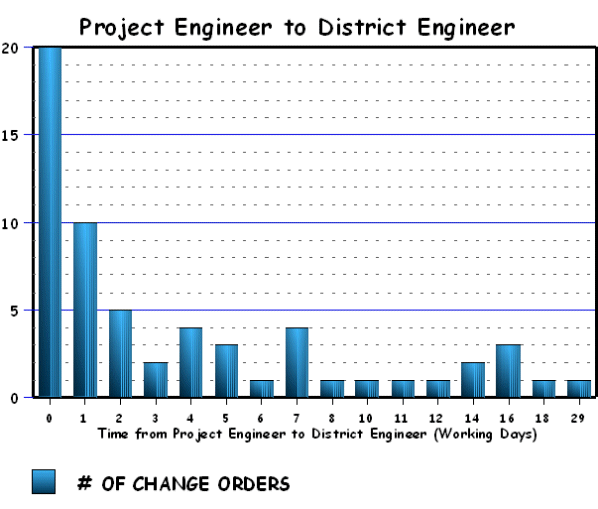 Project Engineer to District Engineer
20
15
10
5
0
0 1 2 3 4 5 6 7 8 10 11 12 14 16 18 29
Time from Project Engineer to District Engineer (Working Days)
# OF CHANGE ORDERS